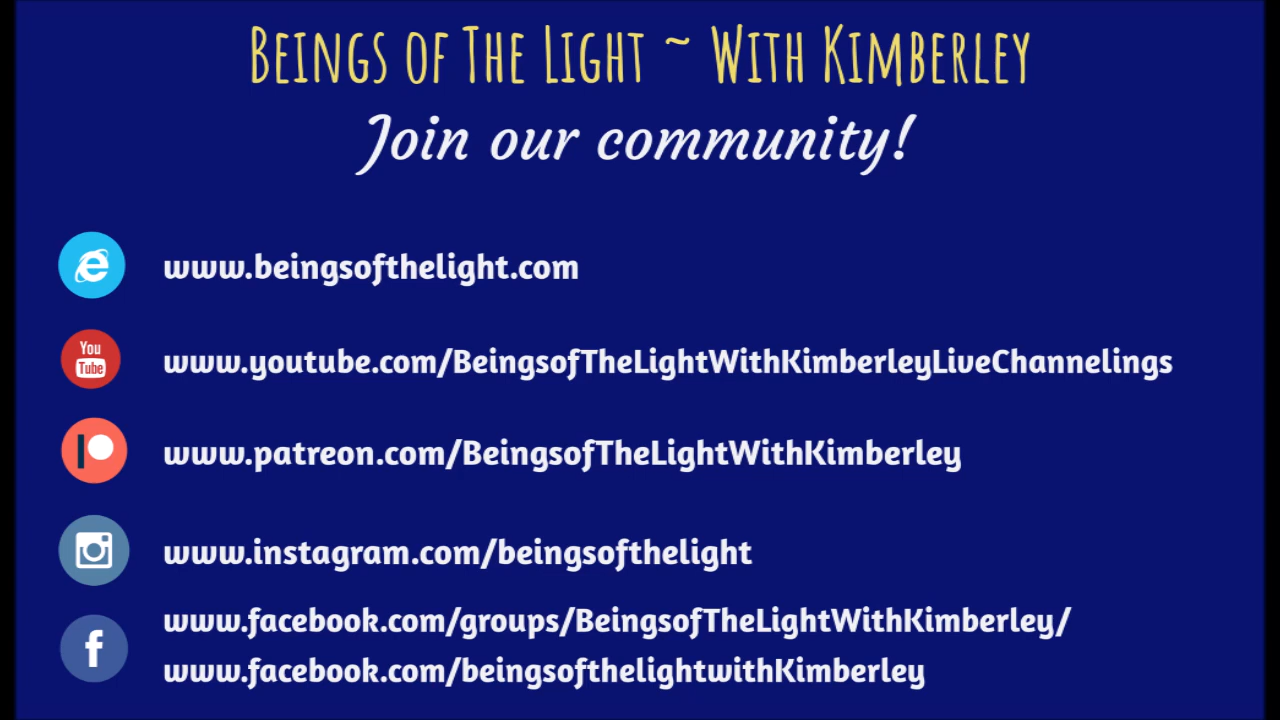 Beings of The Light ~ With Kimberley
Join our community!
www.beingsofthelight.com
You
Tube
www.youtube.com/BeingsofTheLightWithKimberleyLiveChannelings
www.patreon.com/BeingsofTheLightWithKimberley
www.instagram.com/beingsofthelight
www.facebook.com/groups/BeingsofTheLightWithKimberley/
www.facebook.com/beingsofthelightwithKimberley